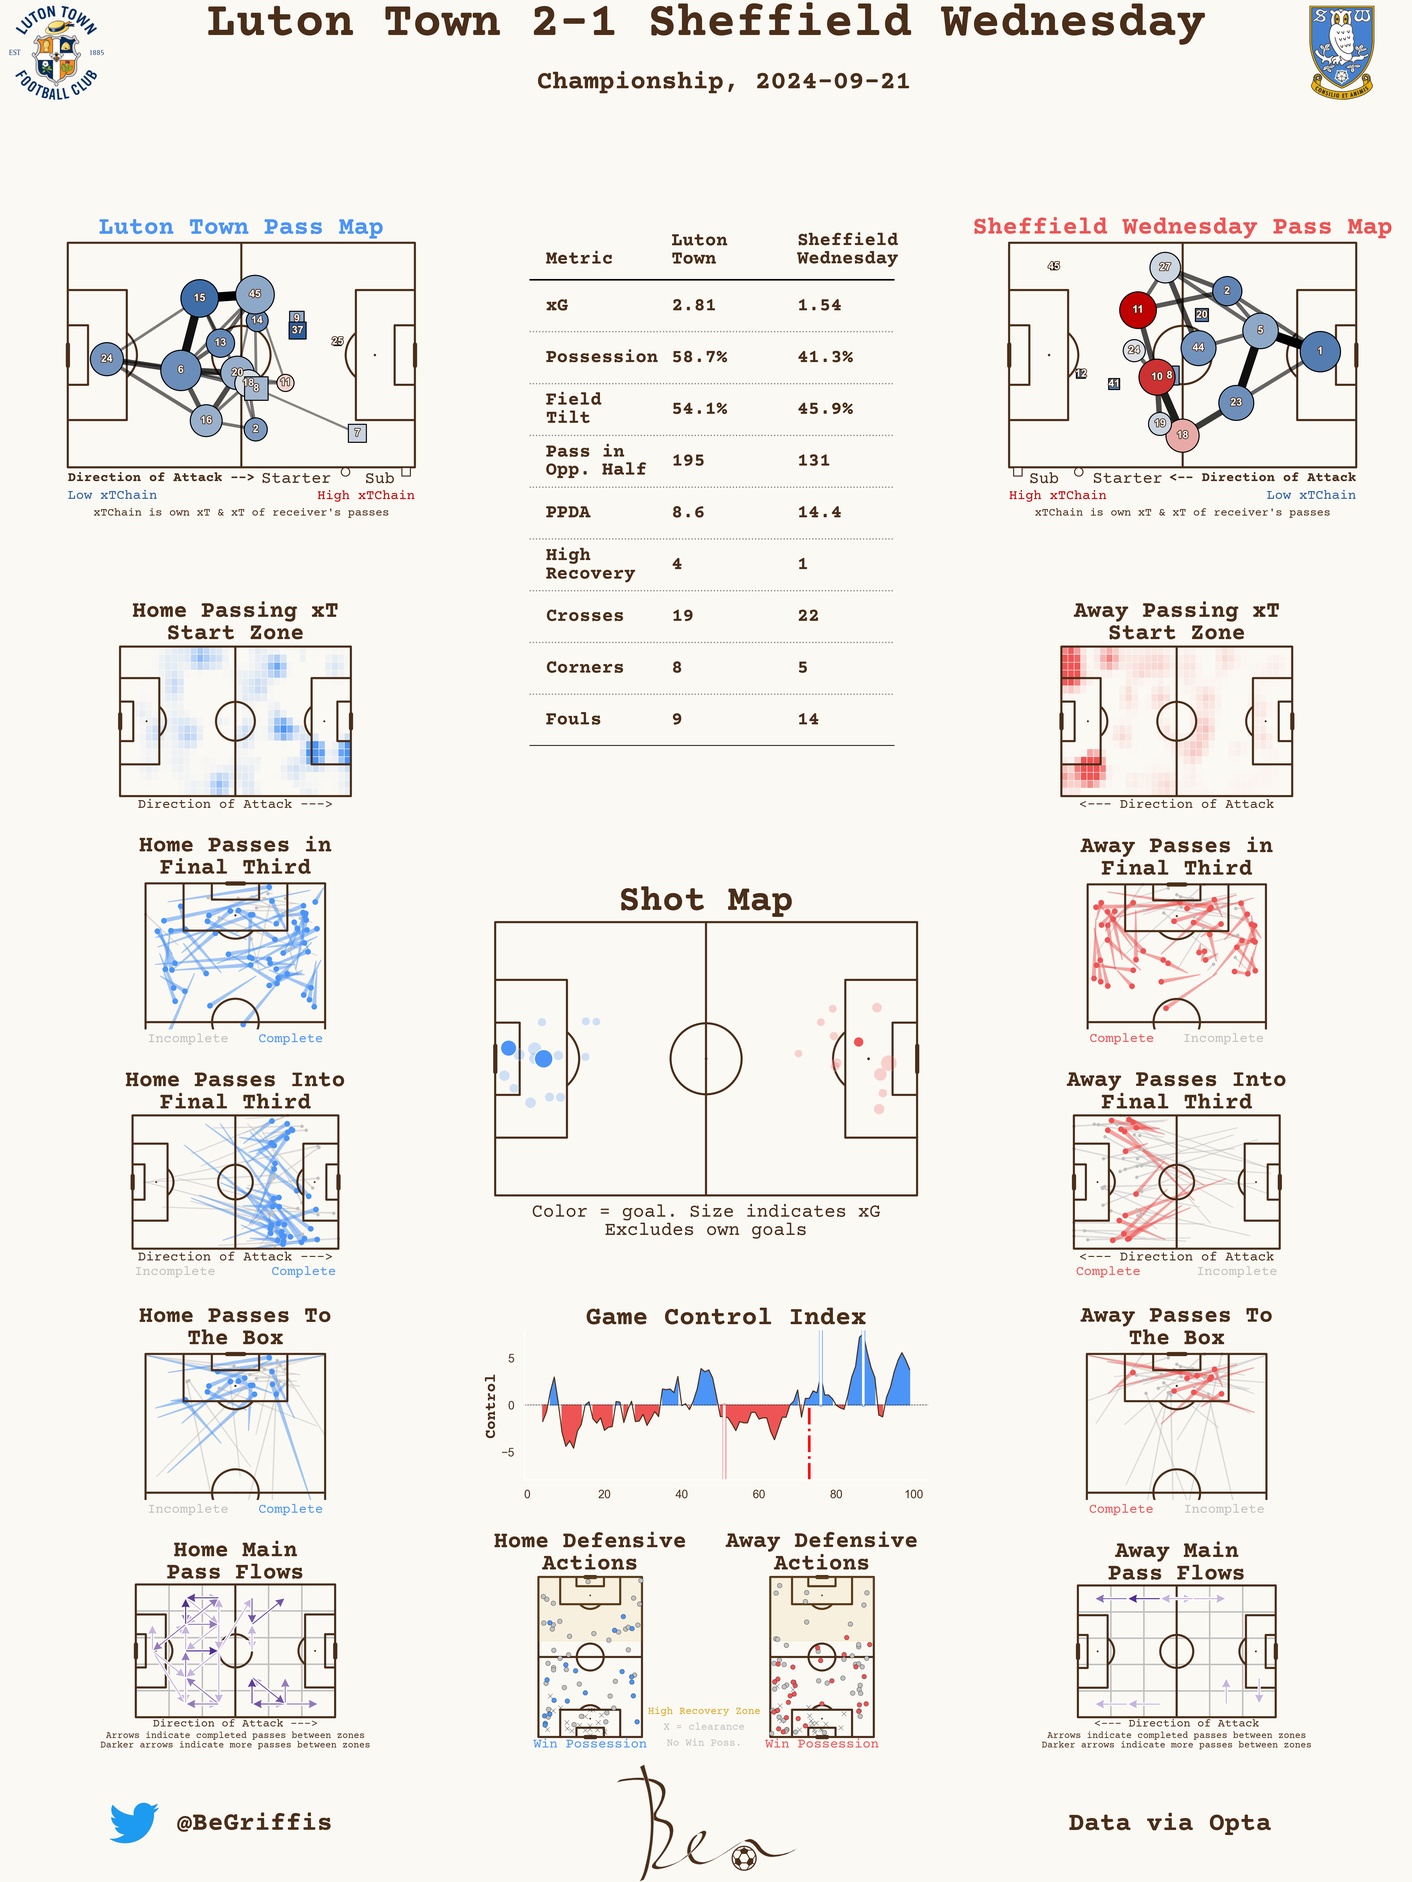 Luton Town 2-1 Sheffield Wednesday
Championship, 2024-09-21
LUTON TOWN
EST 1885
FOOTBALL CLUB
S W
CONSILIO ET ANIMIS
Luton Town Pass Map
15 45 14 9 37 25 13 24 6 20 18 8 11 16 2 7
Direction of Attack --> Starter Sub
Low xTChain High xTChain
xTChain is own xT & xT of receiver's passes
Metric Luton Town Sheffield Wednesday
xG 2.81 1.54
Possession 58.7% 41.3%
Field Tilt 54.1% 45.9%
Pass in Opp. Half 195 131
PPDA 8.6 14.4
High Recovery 4 1
Crosses 19 22
Corners 8 5
Fouls 9 14
Sheffield Wednesday Pass Map
45 27 2 11 20 5 24 44 1 12 41 10 8 23 19 18
Sub Starter <-- Direction of Attack
High xTChain Low xTChain
xTChain is own xT & xT of receiver's passes
Home Passing xT
Start Zone
Direction of Attack --->
Away Passing xT
Start Zone
<--- Direction of Attack
Home Passes in
Final Third
Incomplete Complete
Away Passes in
Final Third
Complete Incomplete
Shot Map
Color = goal. Size indicates xG
Excludes own goals
Home Passes Into
Final Third
Direction of Attack --->
Incomplete Complete
Away Passes Into
Final Third
<--- Direction of Attack
Complete Incomplete
Home Passes To
The Box
Incomplete Complete
Game Control Index
Control
5
0
−5
0 20 40 60 80 100
Away Passes To
The Box
Complete Incomplete
Home Main
Pass Flows
Direction of Attack --->
Arrows indicate completed passes between zones
Darker arrows indicate more passes between zones
Home Defensive
Actions
Win Possession
High Recovery Zone
X = clearance
No Win Poss.
Away Defensive
Actions
Win Possession
Away Main
Pass Flows
<--- Direction of Attack
Arrows indicate completed passes between zones
Darker arrows indicate more passes between zones
@BeGriffis
Ben
Data via Opta